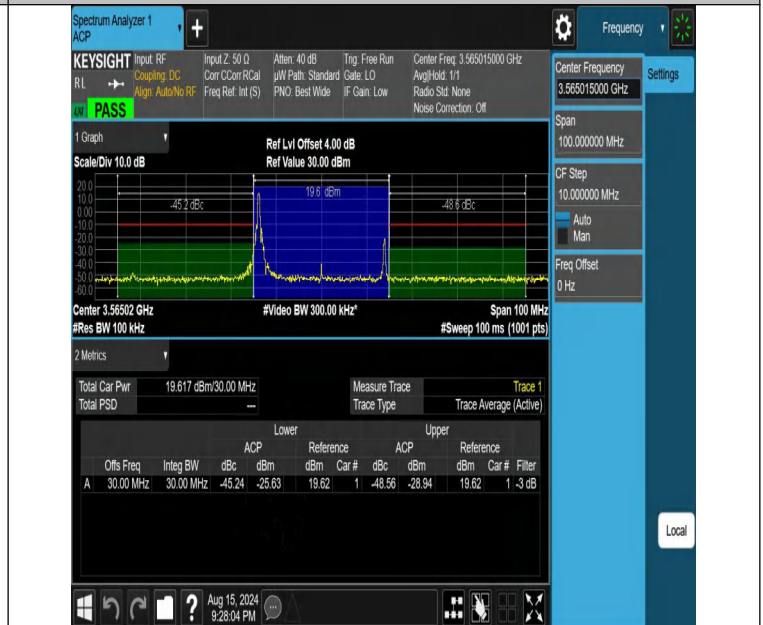 Spectrum Analyzer 1
ACP
+
Frequency
KEYSIGHT Input: RF Input Z: 50 Ω Atten: 40 dB Trig: Free Run Center Freq: 3.565015000 GHz
RL Coupling: DC Corr CCorr RCal µW Path: Standard Gate: LO Avg|Hold: 1/1
Align: Auto/No RF Freq Ref: Int (S) PNO: Best Wide IF Gain: Low Radio Std: None
PASS Noise Correction: Off
Center Frequency
3.565015000 GHz
Settings
Span
100.000000 MHz
CF Step
10.000000 MHz
Auto
Man
Freq Offset
0 Hz
Local
1 Graph
Ref Lvl Offset 4.00 dB
Scale/Div 10.0 dB Ref Value 30.00 dBm
20.0
10.0
0.00
-10.0
-20.0
-30.0
-40.0
-50.0
-60.0
-45.2 dBc 19.6 dBm -48.6 dBc
Center 3.56502 GHz #Video BW 300.00 kHz* Span 100 MHz
#Res BW 100 kHz #Sweep 100 ms (1001 pts)
2 Metrics
Total Car Pwr 19.617 dBm/30.00 MHz Measure Trace Trace 1
Total PSD --- Trace Type Trace Average (Active)
Lower Upper
ACP Reference ACP Reference
Offs Freq Integ BW dBc dBm dBm Car # dBc dBm dBm Car # Filter
A 30.00 MHz 30.00 MHz -45.24 -25.63 19.62 1 -48.56 -28.94 19.62 1 -3 dB
? Aug 15, 2024
9:28:04 PM